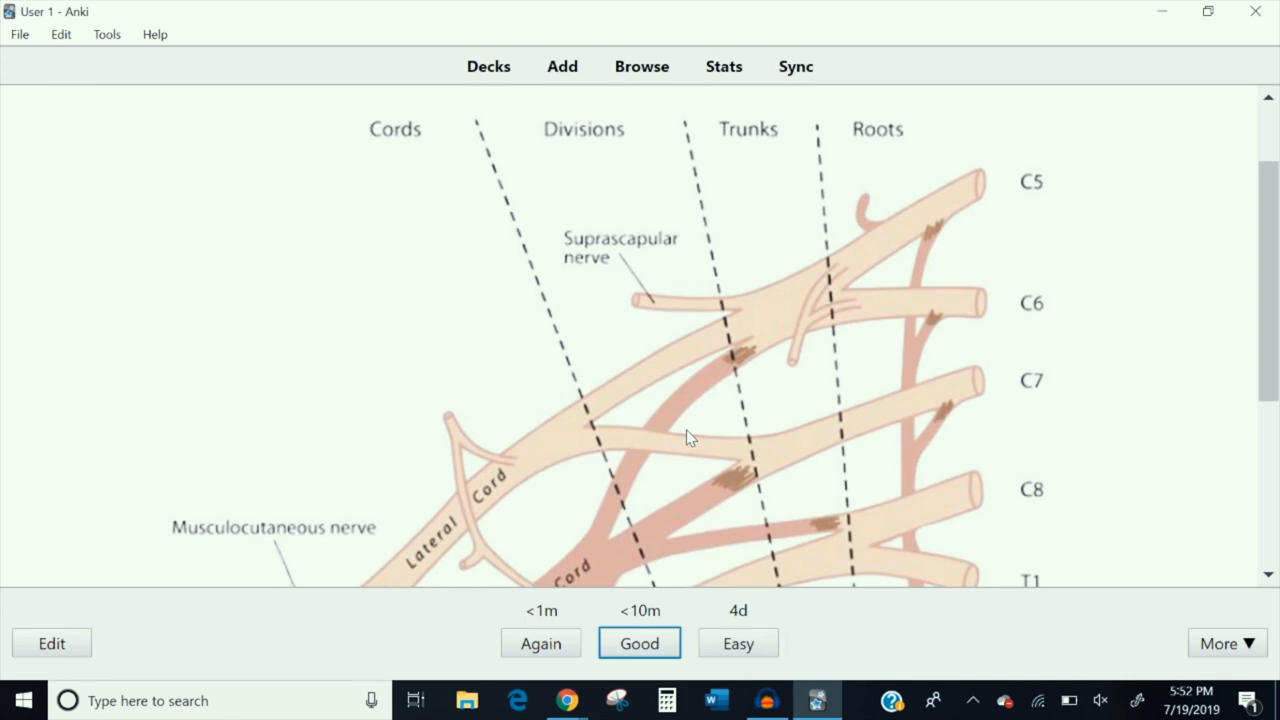 User 1 - Anki
File Edit Tools Help
Decks Add Browse Stats Sync
Cords Divisions Trunks Roots
C5
Suprascapular
nerve
C6
C7
C8
Lateral Cord
Musculocutaneous nerve
Cord
T1
<1m <10m 4d
Edit Again Good Easy More ▼
Type here to search
5:52 PM
7/19/2019
1